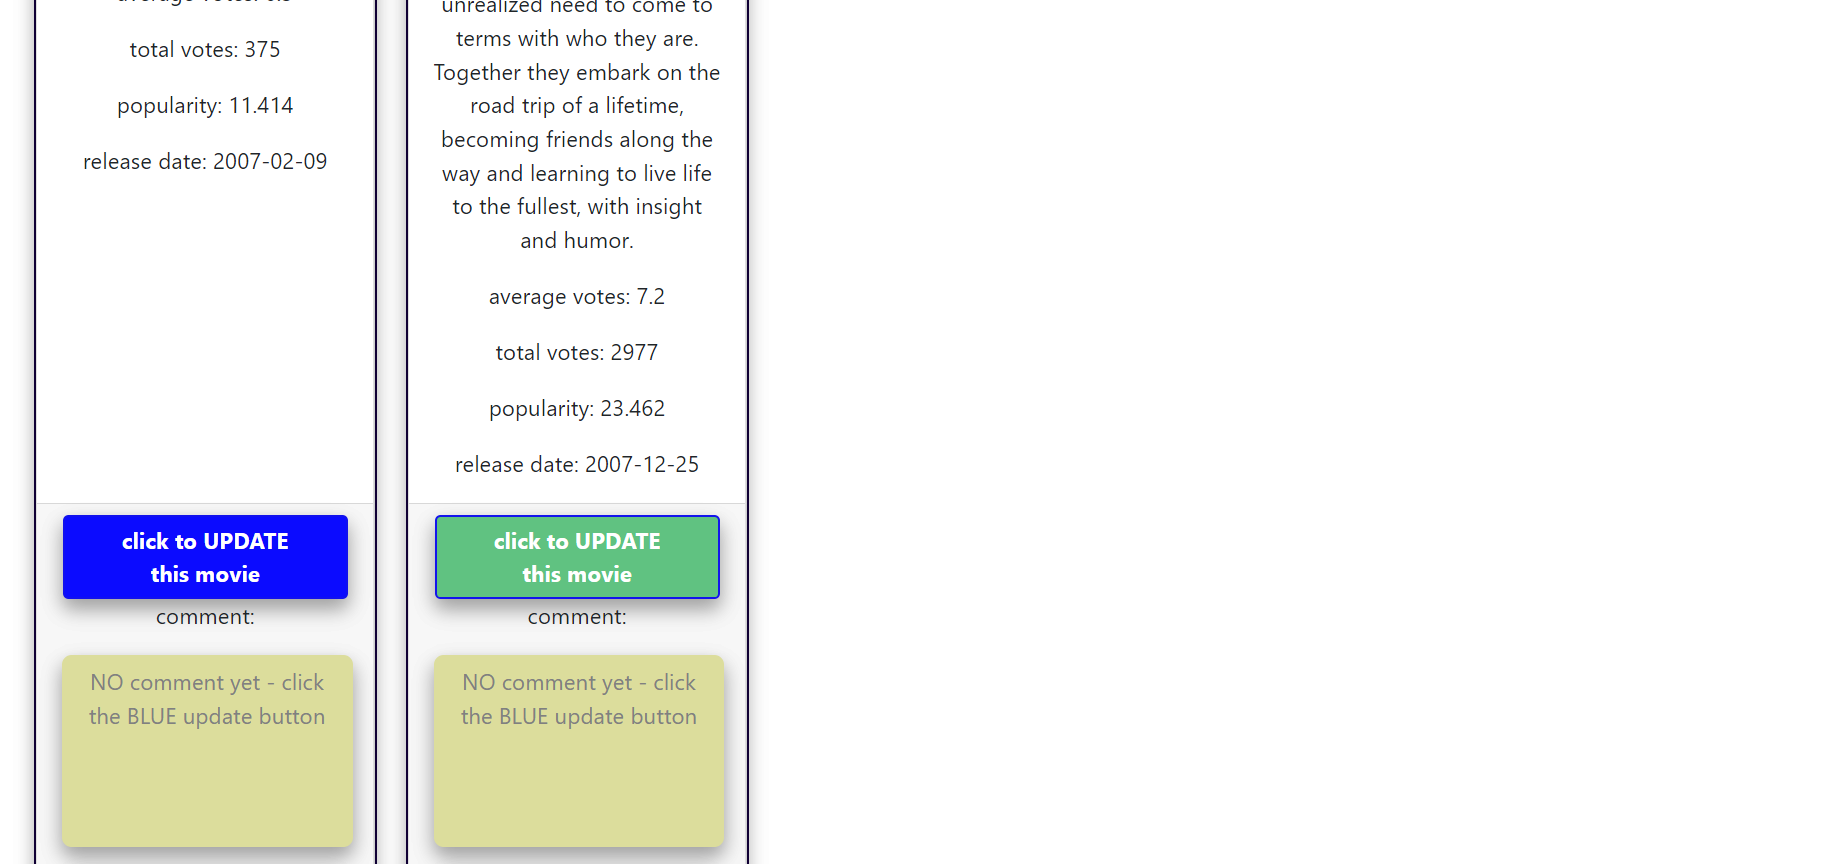 total votes: 375
popularity: 11.414
release date: 2007-02-09
click to UPDATE
this movie
comment:
NO comment yet - click
the BLUE update button
unrealized need to come to
terms with who they are.
Together they embark on the
road trip of a lifetime,
becoming friends along the
way and learning to live life
to the fullest, with insight
and humor.
average votes: 7.2
total votes: 2977
popularity: 23.462
release date: 2007-12-25
click to UPDATE
this movie
comment:
NO comment yet - click
the BLUE update button